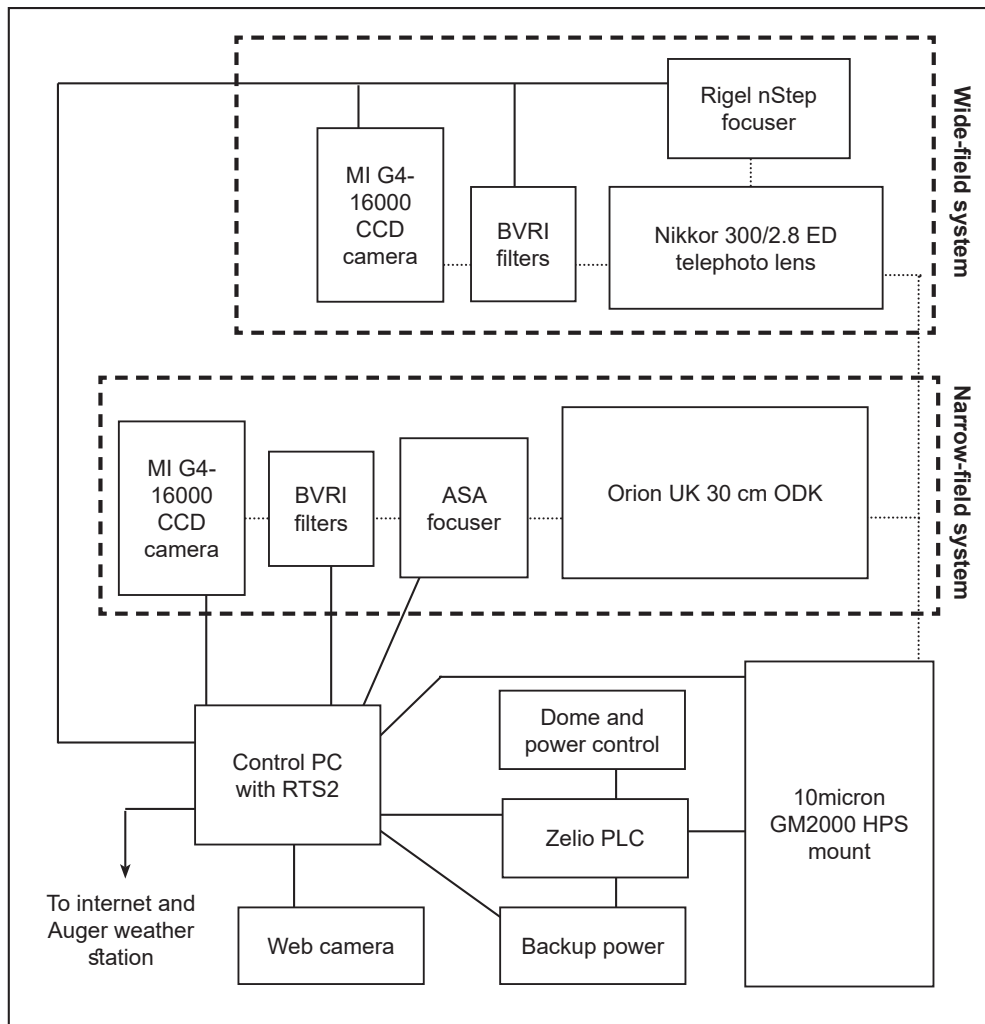 Wide-field system
Rigel nStep
focuser
MI G4-
16000
CCD
camera
BVRI
filters
Nikkor 300/2.8 ED
telephoto lens
Narrow-field system
MI G4-
16000
CCD
camera
BVRI
filters
ASA
focuser
Orion UK 30 cm ODK
Control PC
with RTS2
Dome and
power control
Zelio PLC
10micron
GM2000 HPS
mount
To internet and
Auger weather
station
Web camera
Backup power